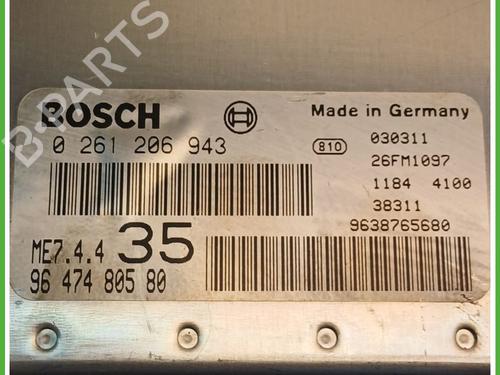 B-PARTS
BOSCH
Made in Germany
0 261 206 943
810
030311
26FM1097
1184 4100
38311
9638765680
ME7.4.4 35
96 474 805 80